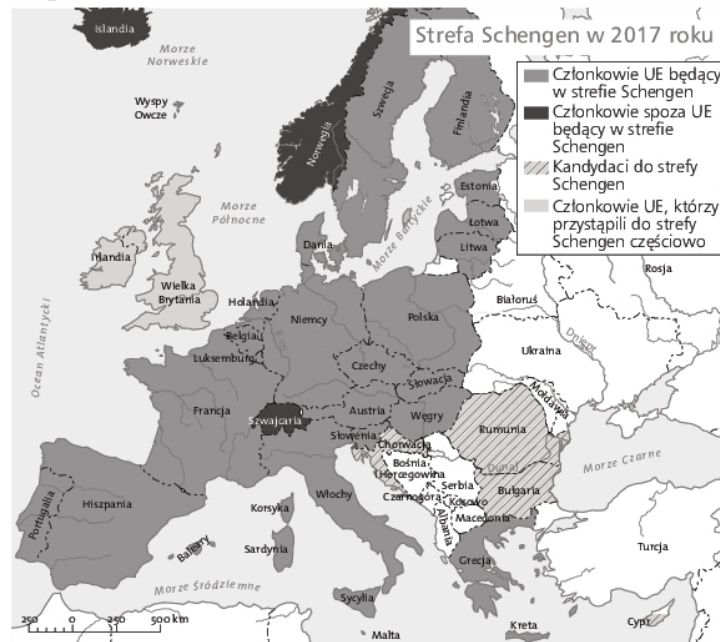 Strefa Schengen w 2017 roku
Członkowie UE będący
w strefie Schengen
Członkowie spoza UE
będący w strefie
Schengen
Kandydaci do strefy
Schengen
Członkowie UE, którzy
przystąpili do strefy
Schengen częściowo
Islandia
Morze
Norweskie
Wyspy
Owcze
Szwecja
Finlandia
Norwegia
Morze
Północne
Estonia
Łotwa
Litwa
Morze Bałtyckie
Dania
Irlandia
Wielka
Brytania
Rosja
Białoruś
Holandia
Niemcy
Polska
Belgia
Luksemburg
Ocean Atlantycki
Ukraina
Dniepr
Czechy
Słowacja
Mołdawia
Francja
Szwajcaria
Austria
Węgry
Rumunia
Słowenia
Chorwacja
Bośnia
i Hercegowina
Dunaj
Morze Czarne
Serbia
Bułgaria
Czarnogóra
Kosowo
Macedonia
Albania
Portugalia
Hiszpania
Korsyka
Włochy
Baleary
Sardynia
Turcja
Grecja
Morze Śródziemne
Sycylia
250 0 250 500 km
Malta
Kreta
Cypr